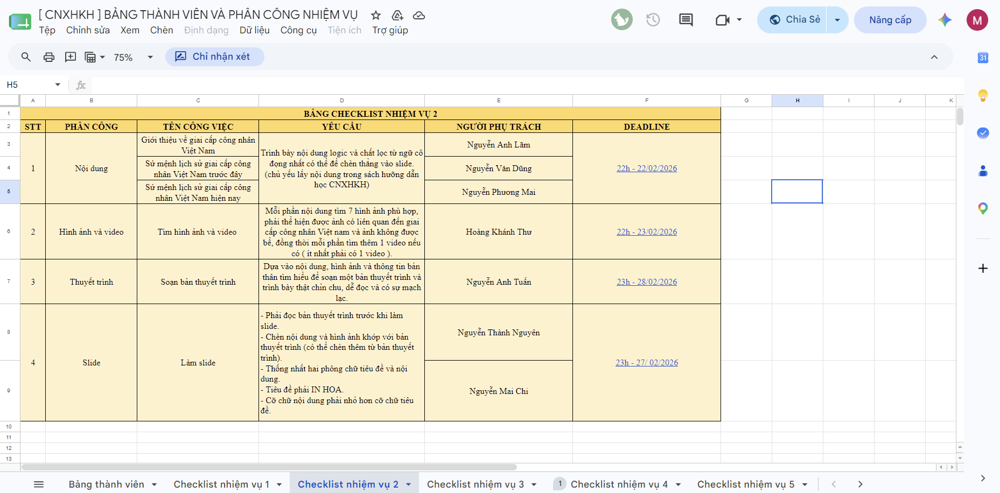 [ CNXHKH ] BẢNG THÀNH VIÊN VÀ PHÂN CÔNG NHIỆM VỤ
Tệp Chỉnh sửa Xem Chèn Định dạng Dữ liệu Công cụ Tiện ích Trợ giúp
Chia Sẻ
Nâng cấp
M
75%
Chỉ nhận xét
31
H5
fx
A B C D E F G H I J K
1 BẢNG CHECKLIST NHIỆM VỤ 2
2 STT PHÂN CÔNG TÊN CÔNG VIỆC YÊU CẦU NGƯỜI PHỤ TRÁCH DEADLINE
3
4
5
1
Nội dung
Giới thiệu về giai cấp công nhân
Việt Nam
Sứ mệnh lịch sử giai cấp công
nhân Việt Nam trước đây
Sứ mệnh lịch sử giai cấp công
nhân Việt Nam hiện nay
Trình bày nội dung logic và chất lọc từ ngữ cô
đọng nhất có thể để chèn thẳng vào slide.
(chủ yếu lấy nội dung trong sách hưỡng dẫn
học CNXHKH)
Nguyễn Anh Lãm
Nguyễn Văn Dũng
Nguyễn Phương Mai
22h - 22/02/2026
6
2
Hình ảnh và video
Tìm hình ảnh và video
Mỗi phần nội dung tìm 7 hình ảnh phù hợp,
phải thể hiện được ảnh có liên quan đến giai
cấp công nhân Việt nam và ảnh không được
bể, đồng thời mỗi phần tìm thêm 1 video nếu
có ( ít nhất phải có 1 video ).
Hoàng Khánh Thư
22h - 23/02/2026
7
3
Thuyết trình
Soạn bản thuyết trình
Dựa vào nội dung, hình ảnh và thông tin bản
thân tìm hiểu để soạn một bản thuyết trình và
trình bày thật chỉn chu, dễ đọc và có sự mạch
lạc.
Nguyễn Anh Tuấn
23h - 28/02/2026
8
9
4
Slide
Làm slide
- Phải đọc bản thuyết trình trước khi làm
slide.
- Chèn nội dung và hình ảnh khớp với bản
thuyết trình (có thể chèn thêm từ bản thuyết
trình).
- Thống nhất hai phông chữ tiêu đề và nội
dung.
- Tiêu đề phải IN HOA.
- Cỡ chữ nội dung phải nhỏ hơn cỡ chữ tiêu
đề.
Nguyễn Thành Nguyên
Nguyễn Mai Chi
23h - 27/ 02/2026
10
11
12
13
Bảng thành viên Checklist nhiệm vụ 1 Checklist nhiệm vụ 2 Checklist nhiệm vụ 3 1 Checklist nhiệm vụ 4 Checklist nhiệm vụ 5